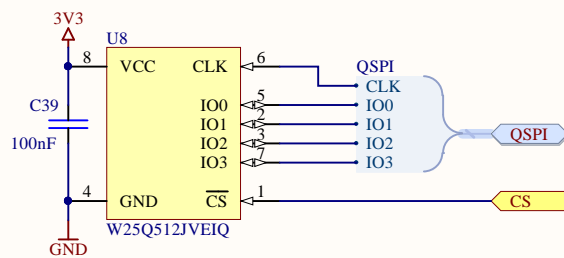 3V3
U8
8
VCC
CLK
6
QSPI
CLK
IO0
5
IO0
C39
100nF
IO1
2
IO1
QSPI
IO2
3
IO2
IO3
7
IO3
4
GND
CS
1
CS
W25Q512JVEIQ
GND